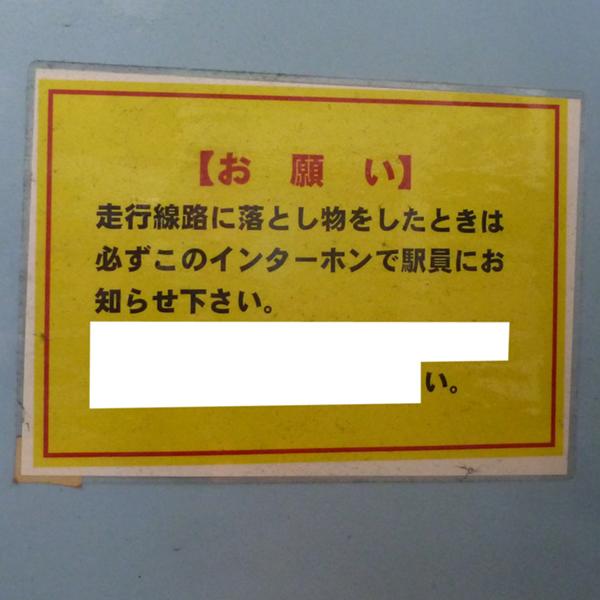 【お願い】
走行線路に落とし物をしたときは
必ずこのインターホンで駅員にお
知らせ下さい。
い。